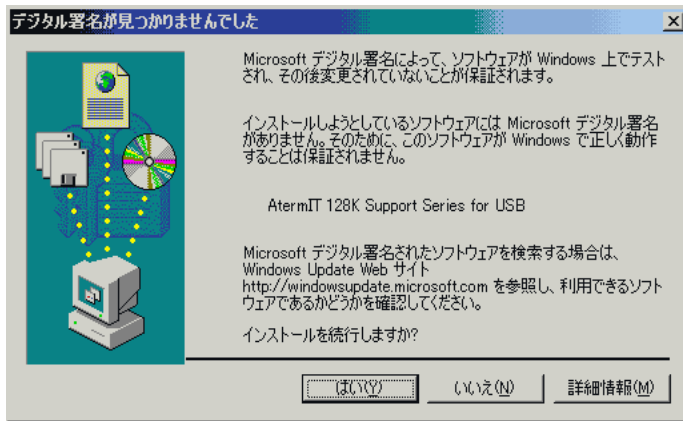 デジタル署名が見つかりませんでした
Microsoft デジタル署名によって、ソフトウェアが Windows 上でテスト
され、その後変更されていないことが保証されます。
インストールしようとしているソフトウェアには Microsoft デジタル署名
がありません。そのために、このソフトウェアが Windows で正しく動作
することは保証されません。
AtermIT 128K Support Series for USB
Microsoft デジタル署名されたソフトウェアを検索する場合は、
Windows Update Web サイト
http://windowsupdate.microsoft.com を参照し、利用できるソフト
ウェアであるかどうかを確認してください。
インストールを続行しますか?
はい(Y) いいえ(N) 詳細情報(M)